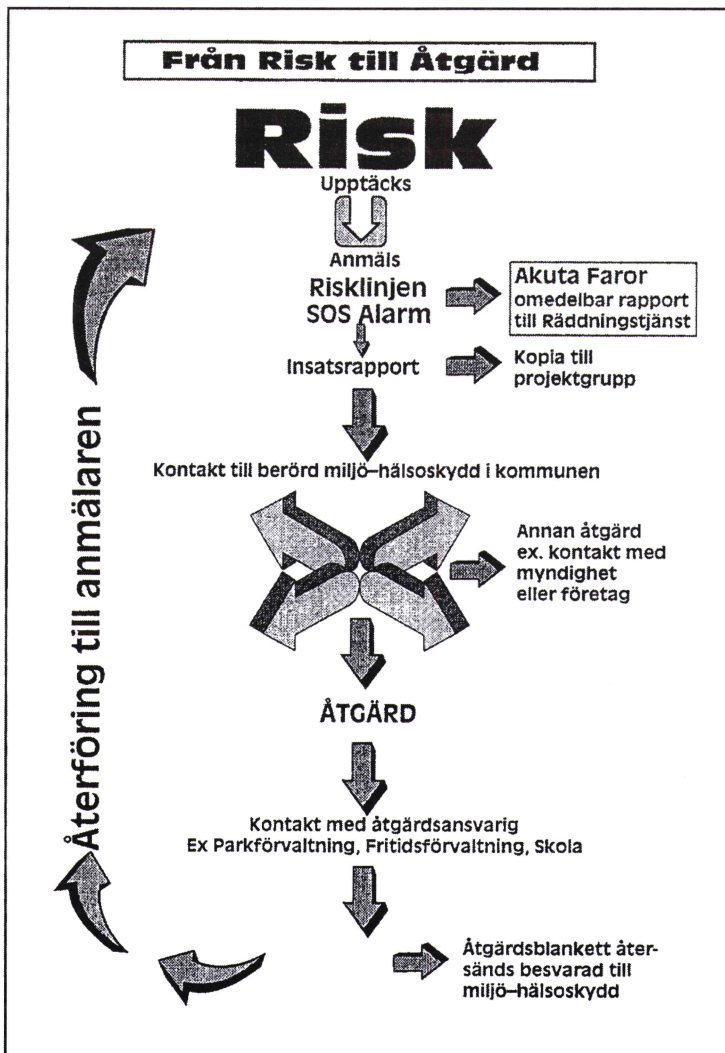 Från Risk till Åtgärd
Risk
Upptäcks
Anmäls
Risklinjen
SOS Alarm
Akuta Faror
omedelbar rapport
till Räddningstjänst
Insatsrapport
Kopia till
projektgrupp
Kontakt till berörd miljö–hälsoskydd i kommunen
Annan åtgärd
ex. kontakt med
myndighet
eller företag
ÅTGÄRD
Kontakt med åtgärdsansvarig
Ex Parkförvaltning, Fritidsförvaltning, Skola
Åtgärdsblankett åter-
sänds besvarad till
miljö–hälsoskydd
Återföring till anmälaren